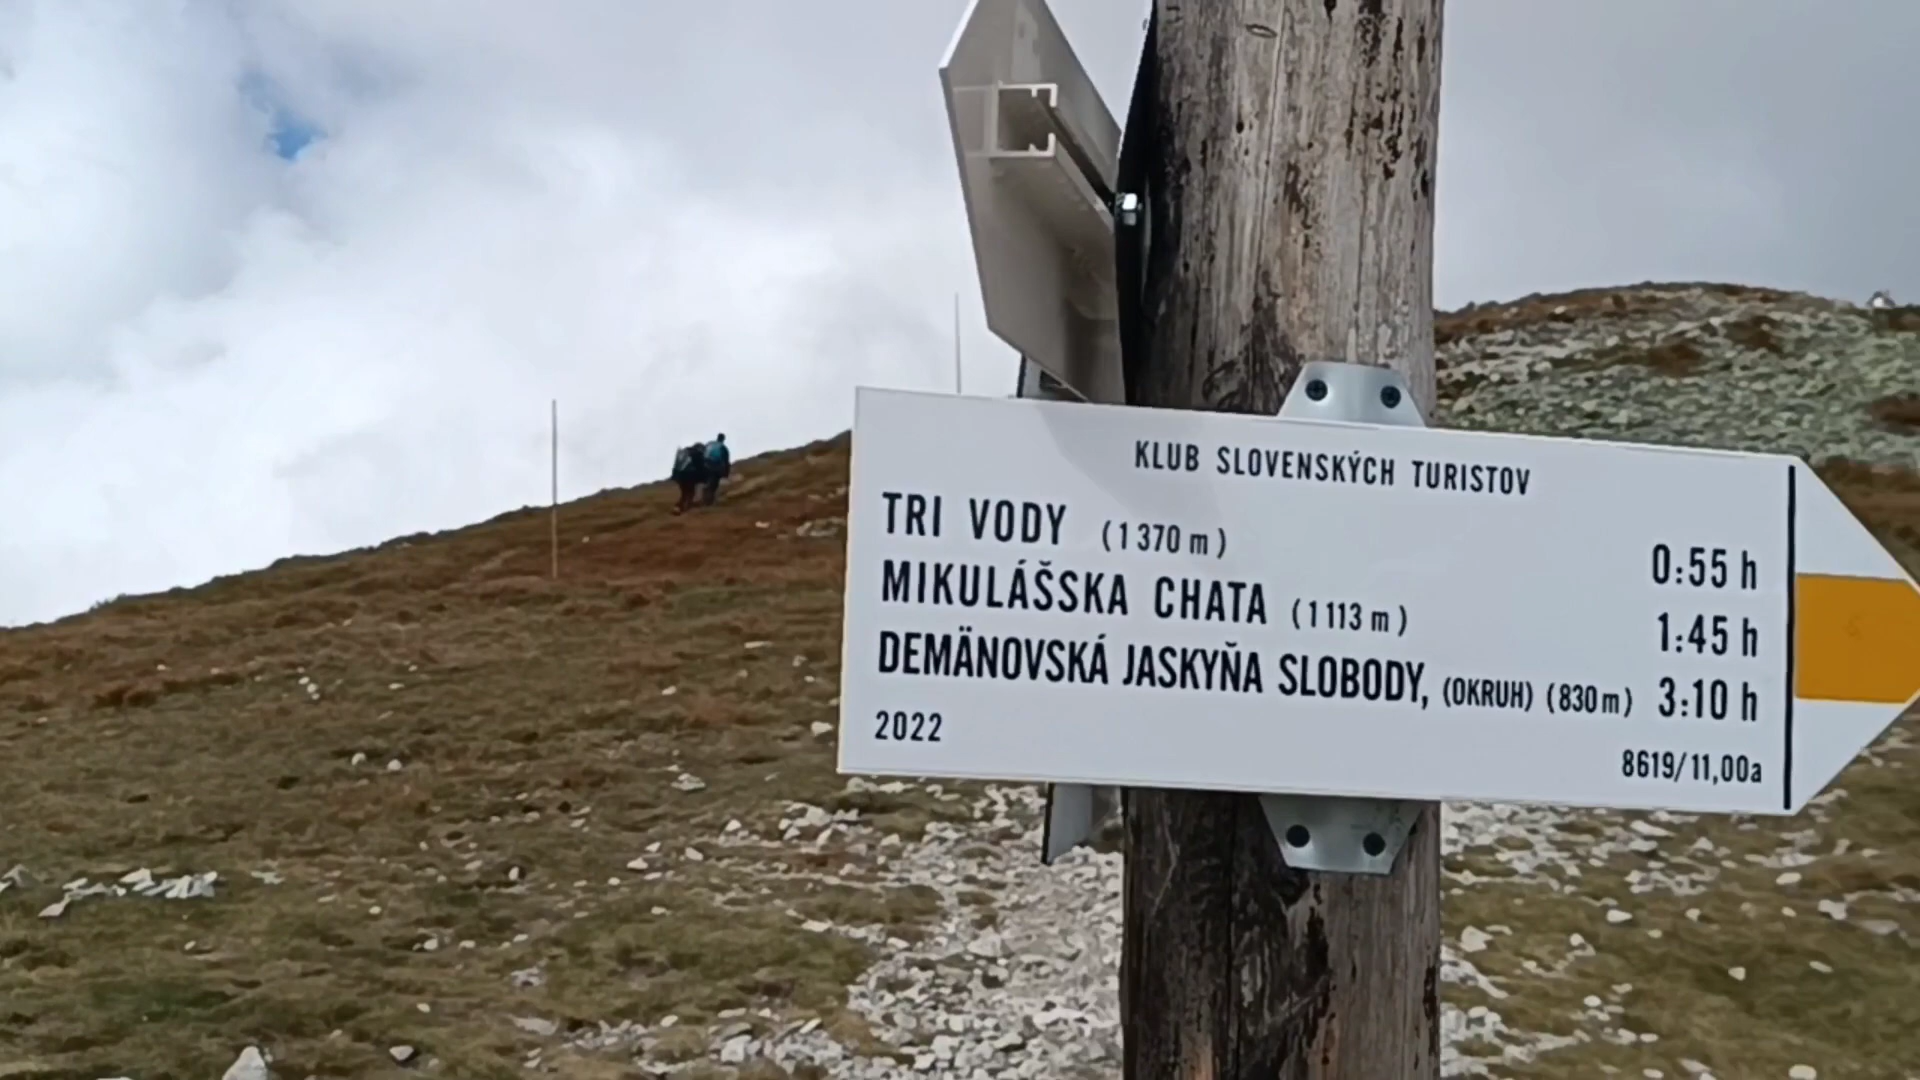 KLUB SLOVENSKÝCH TURISTOV
TRI VODY (1 370 m) 0:55 h
MIKULÁŠSKA CHATA (1 113 m) 1:45 h
DEMÄNOVSKÁ JASKYŇA SLOBODY, (OKRUH) (830 m) 3:10 h
2022 8619/11,00a